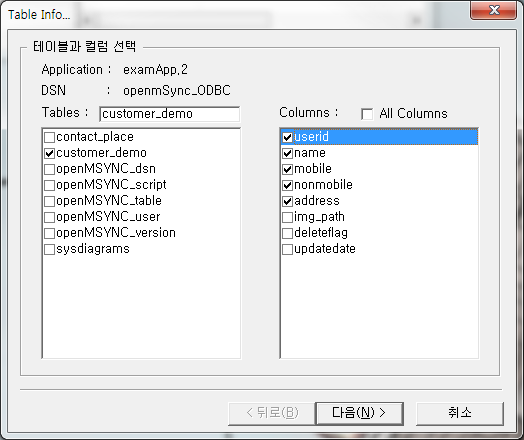 Table Info...
테이블과 컬럼 선택
Application : examApp,2
DSN : openmSync_ODBC
Tables : customer_demo
Columns : All Columns
contact_place
customer_demo
openMSYNC_dsn
openMSYNC_script
openMSYNC_table
openMSYNC_user
openMSYNC_version
sysdiagrams
userid
name
mobile
nonmobile
address
img_path
deleteflag
updatedate
< 뒤로(B)
다음(N) >
취소